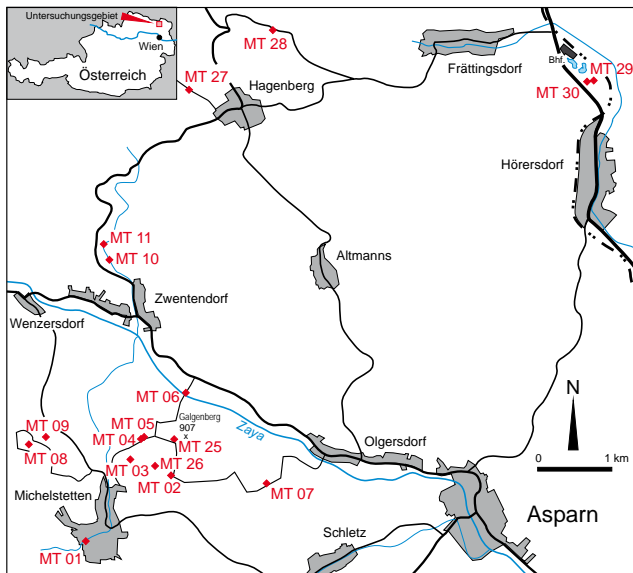 Untersuchungsgebiet
Wien
Österreich
MT 28
MT 27
Hagenberg
Frättingsdorf
Bhf.
MT 29
MT 30
Hörersdorf
MT 11
MT 10
Altmanns
Zwentendorf
Wenzersdorf
MT 06
Zaya
Galgenberg
907
x
MT 05
MT 04
MT 25
MT 09
MT 08
MT 03
MT 26
MT 02
MT 07
Olgersdorf
N
0 1 km
Michelstetten
Asparn
Schletz
MT 01